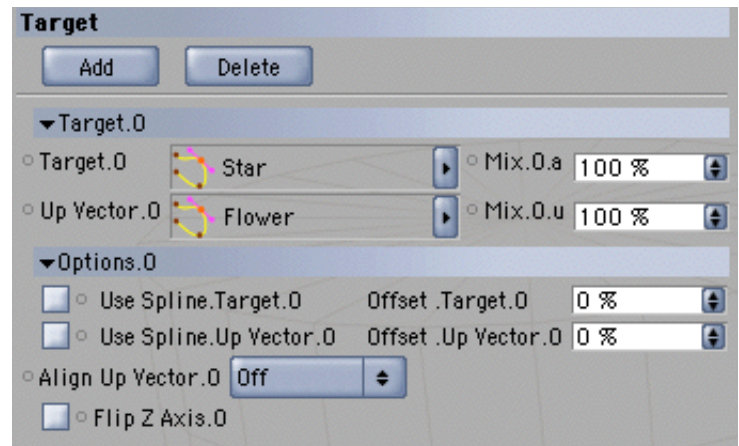 Target
Add Delete
▼Target.0
Target.0 Star Mix.0.a 100 %
Up Vector.0 Flower Mix.0.u 100 %
▼Options.0
Use Spline.Target.0 Offset .Target.0 0 %
Use Spline.Up Vector.0 Offset .Up Vector.0 0 %
Align Up Vector.0 Off
Flip Z Axis.0